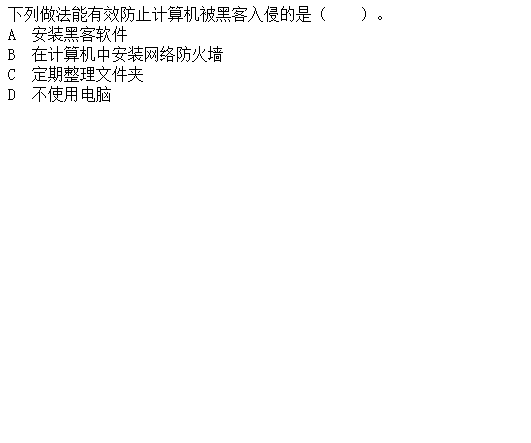 下列做法能有效防止计算机被黑客入侵的是（　　）。
A　安装黑客软件
B　在计算机中安装网络防火墙
C　定期整理文件夹
D　不使用电脑